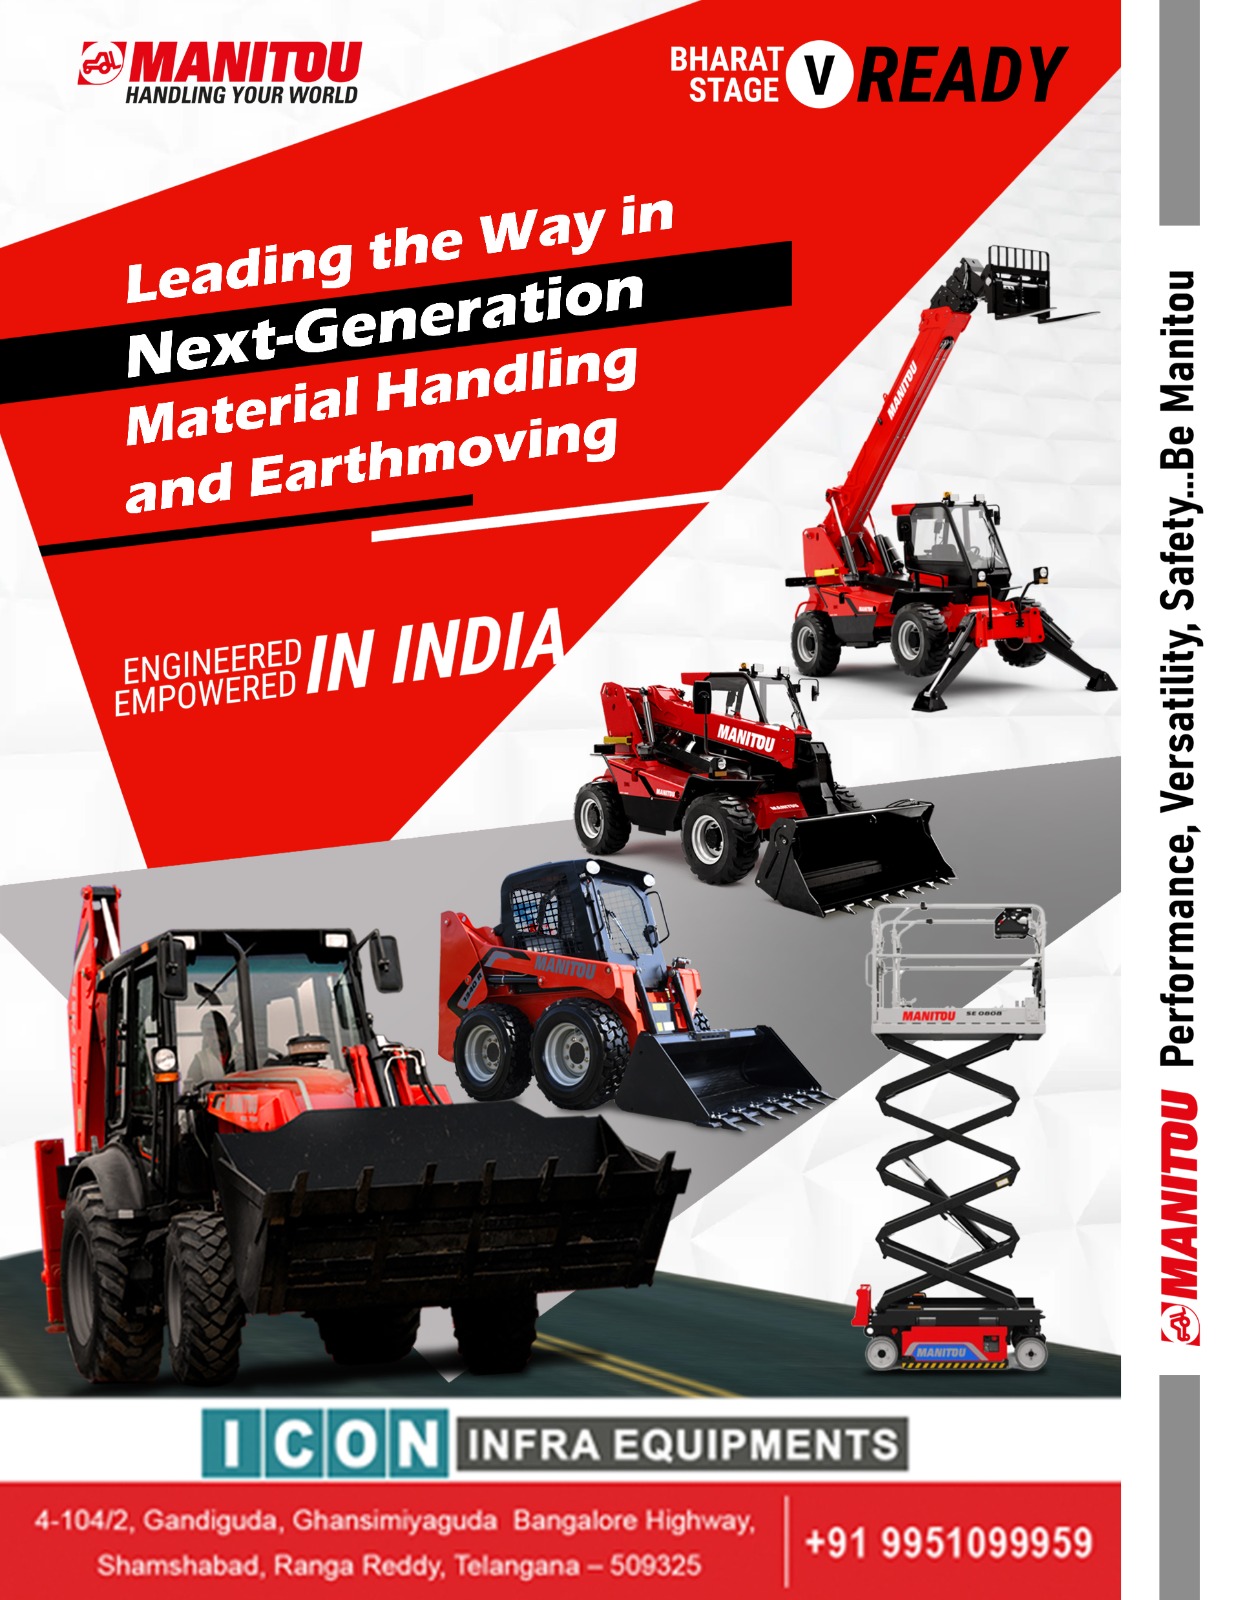 MANITOU
HANDLING YOUR WORLD
BHARAT
STAGE
V READY
Leading the Way in
Next-Generation
Material Handling
and Earthmoving
ENGINEERED
EMPOWERED
IN INDIA
MANITOU
MANITOU
MANITOU
MANITOU
MANITOU SE 0808
MANITOU
ICON INFRA EQUIPMENTS
4-104/2, Gandiguda, Ghansimiyaguda Bangalore Highway,
Shamshabad, Ranga Reddy, Telangana – 509325
+91 9951099959
MANITOU Performance, Versatility, Safety...Be Manitou